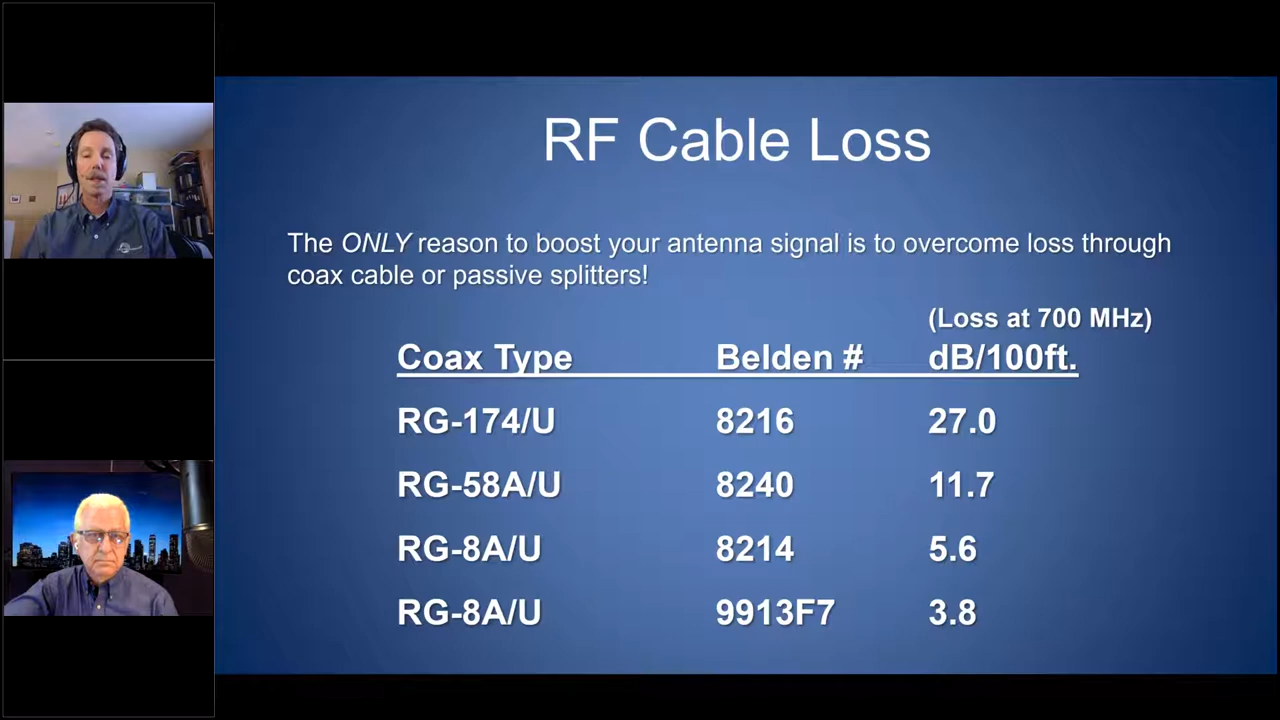 RF Cable Loss
The ONLY reason to boost your antenna signal is to overcome loss through
coax cable or passive splitters!
(Loss at 700 MHz)
Coax Type Belden # dB/100ft.
RG-174/U 8216 27.0
RG-58A/U 8240 11.7
RG-8A/U 8214 5.6
RG-8A/U 9913F7 3.8